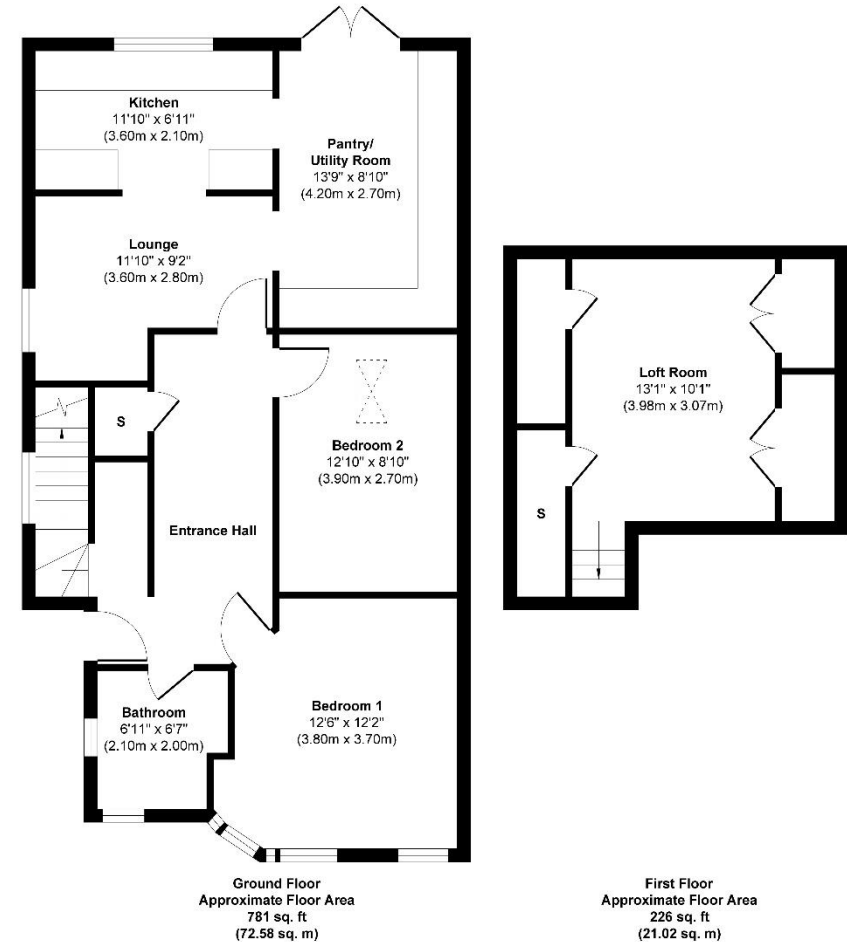 Kitchen
11'10" x 6'11"
(3.60m x 2.10m)
Pantry/
Utility Room
13'9" x 8'10"
(4.20m x 2.70m)
Lounge
11'10" x 9'2"
(3.60m x 2.80m)
S
Bedroom 2
12'10" x 8'10"
(3.90m x 2.70m)
Entrance Hall
Bathroom
6'11" x 6'7"
(2.10m x 2.00m)
Bedroom 1
12'6" x 12'2"
(3.80m x 3.70m)
Ground Floor
Approximate Floor Area
781 sq. ft
(72.58 sq. m)
Loft Room
13'1" x 10'1"
(3.98m x 3.07m)
S
First Floor
Approximate Floor Area
226 sq. ft
(21.02 sq. m)